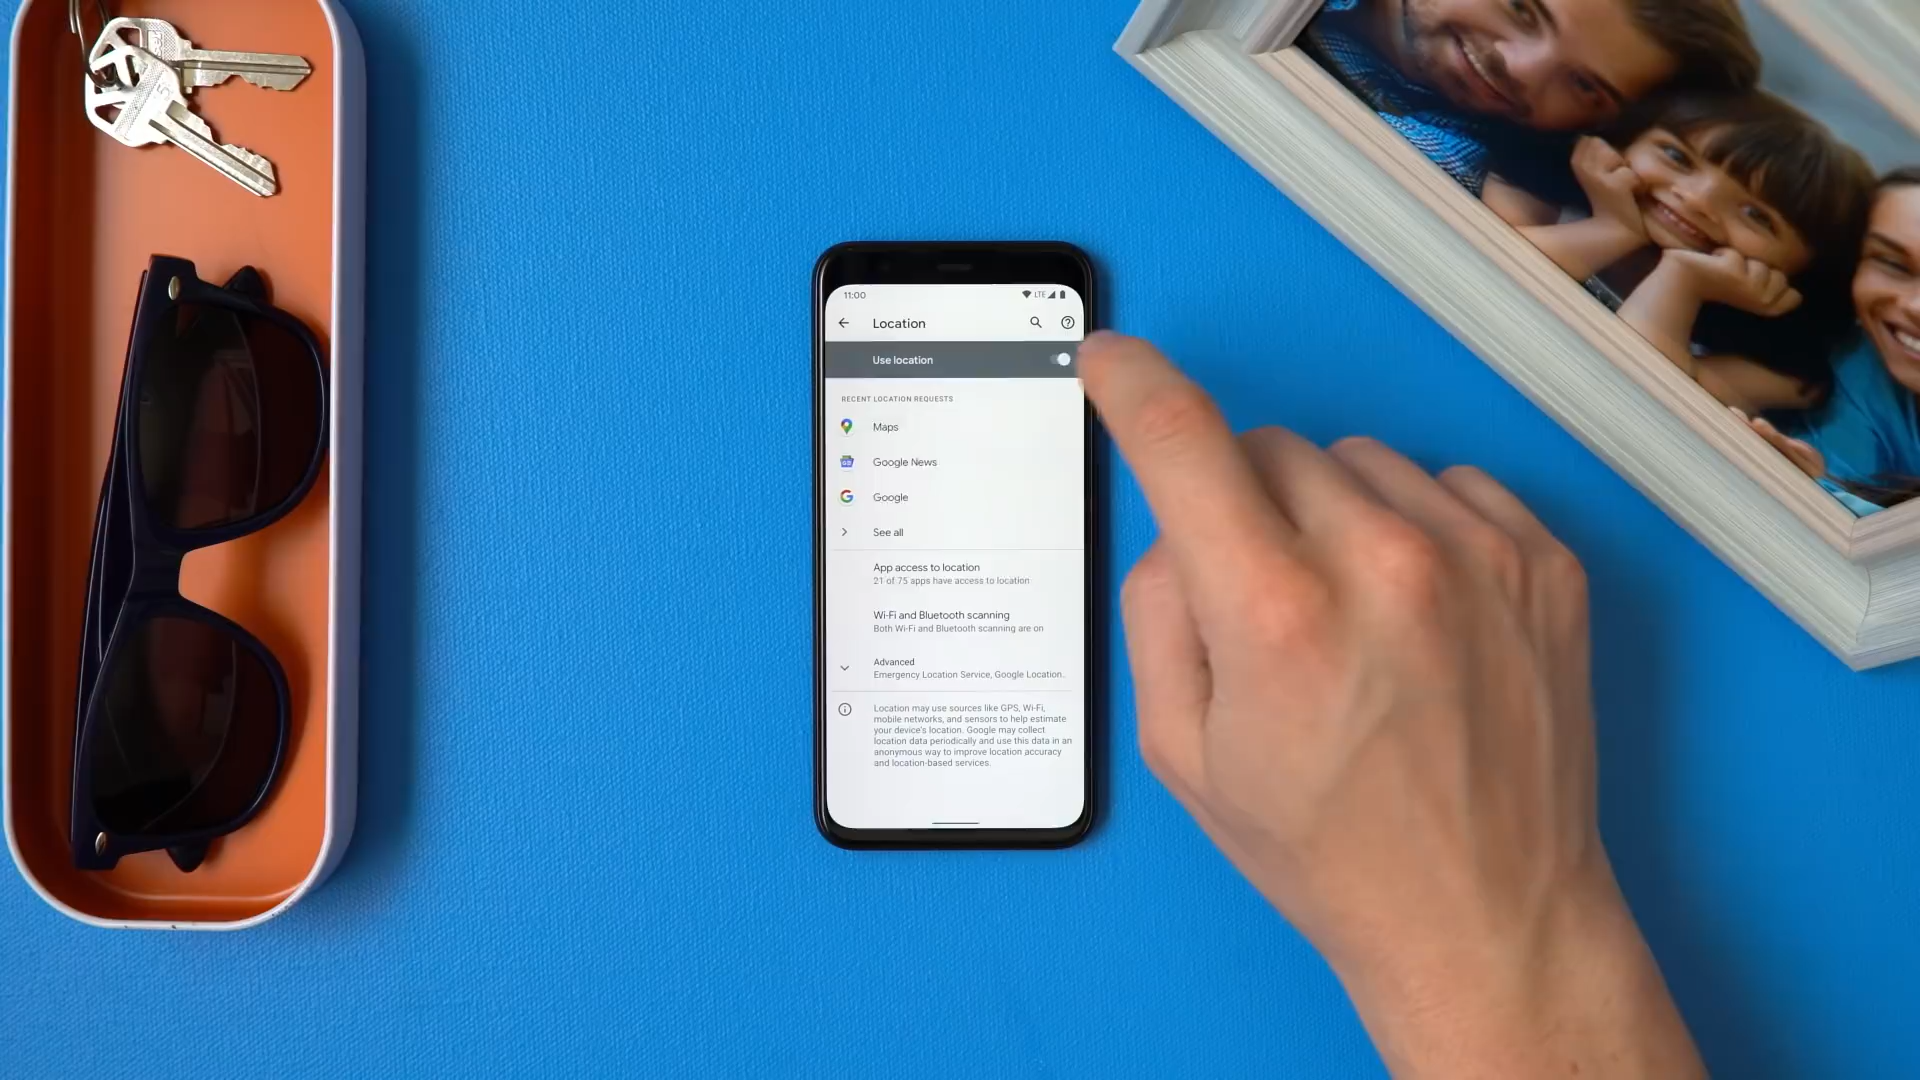 11:00 LTE
Location
Use location
RECENT LOCATION REQUESTS
Maps
Google News
Google
See all
App access to location
21 of 75 apps have access to location
Wi-Fi and Bluetooth scanning
Both Wi-Fi and Bluetooth scanning are on
Advanced
Emergency Location Service, Google Location..
Location may use sources like GPS, Wi-Fi,
mobile networks, and sensors to help estimate
your device's location. Google may collect
location data periodically and use this data in an
anonymous way to improve location accuracy
and location-based services.